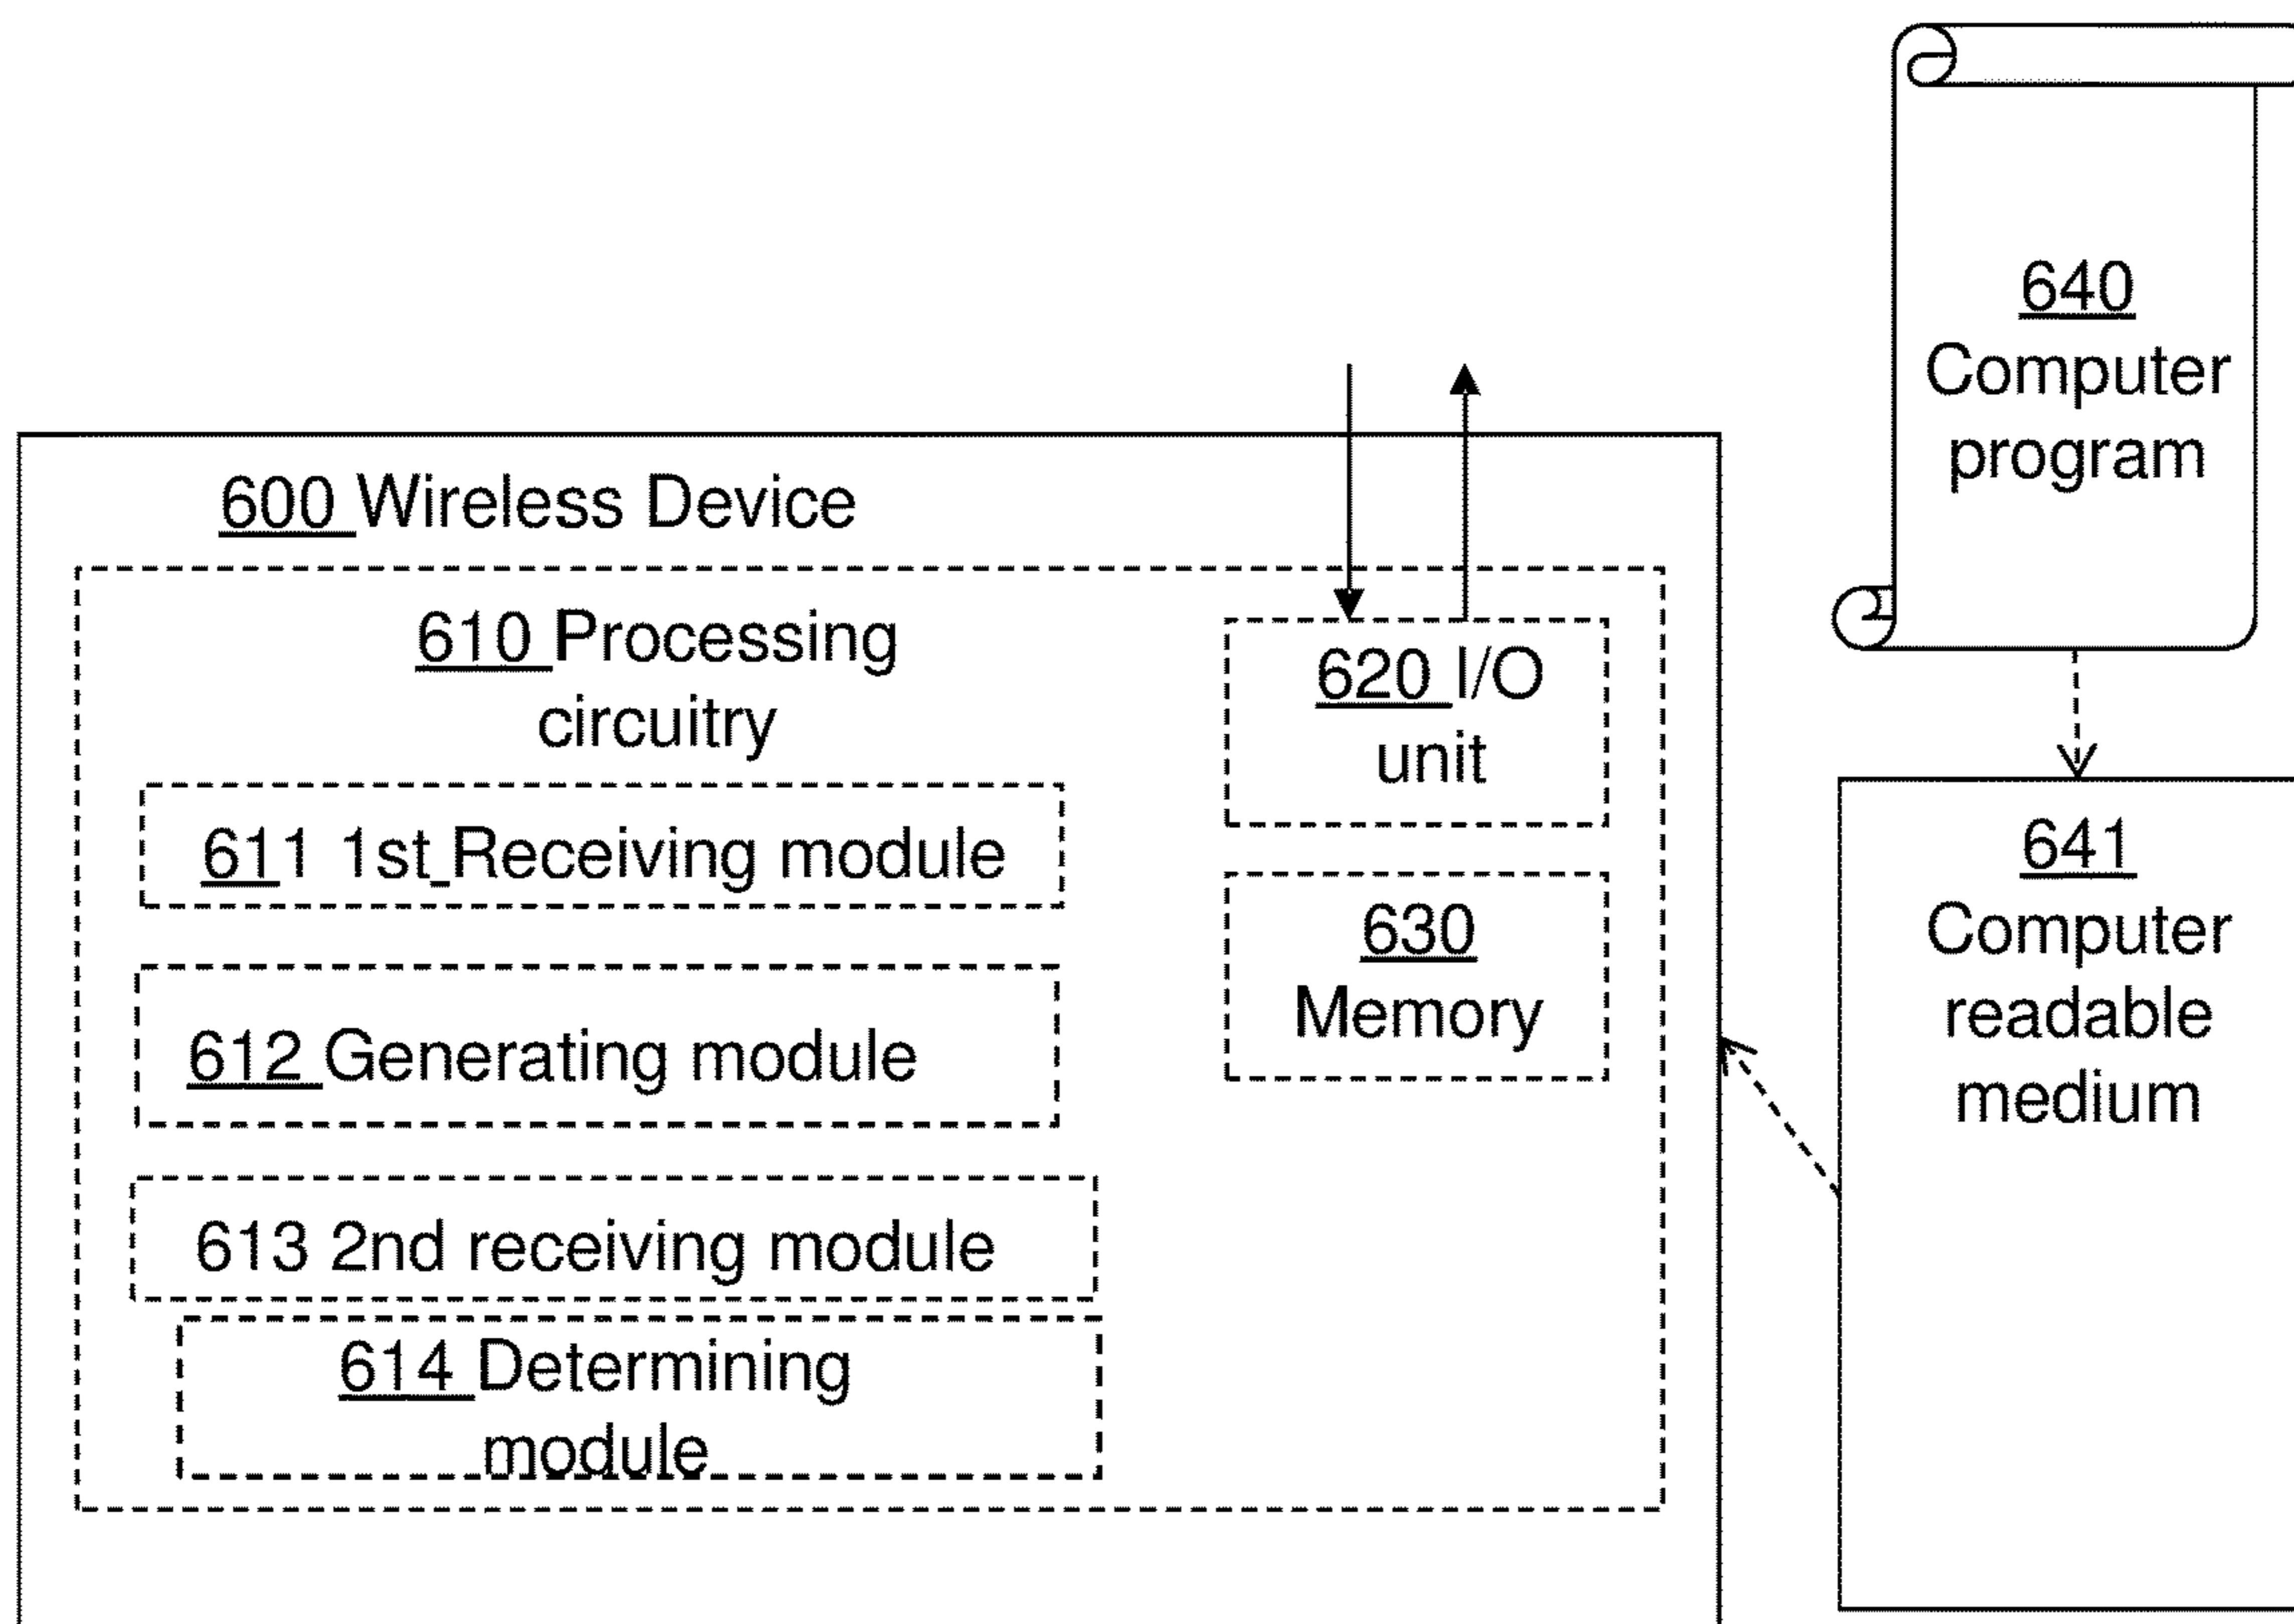 600 Wireless Device
610 Processing
circuitry
611 1st Receiving module
612 Generating module
613 2nd receiving module
614 Determining
module
620 I/O
unit
630
Memory
640
Computer
program
641
Computer
readable
medium